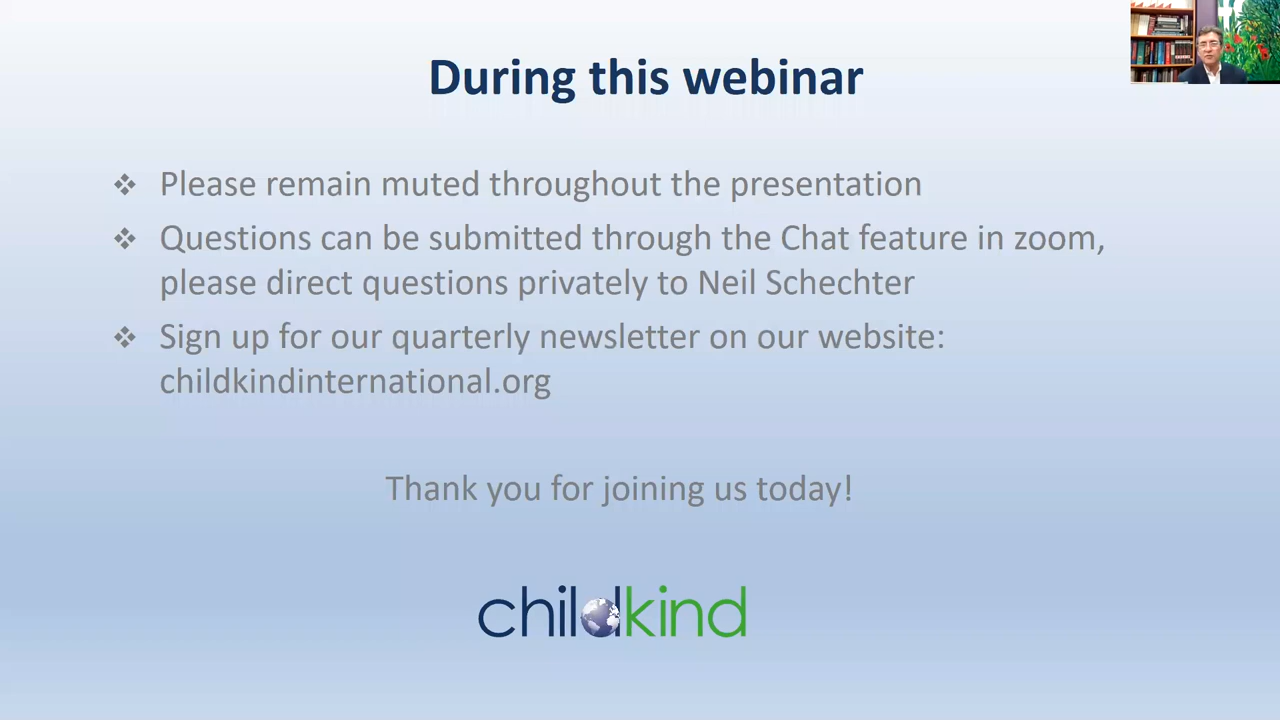 During this webinar
❖ Please remain muted throughout the presentation
❖ Questions can be submitted through the Chat feature in zoom,
please direct questions privately to Neil Schechter
❖ Sign up for our quarterly newsletter on our website:
childkindinternational.org
Thank you for joining us today!
childkind